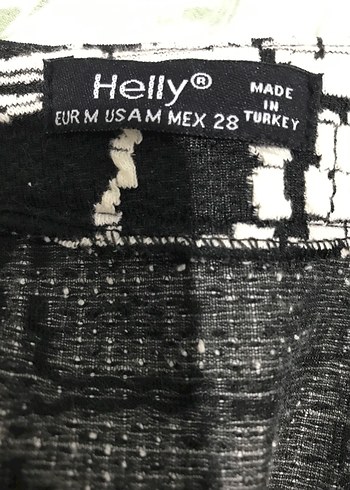 Helly®
MADE
IN
TURKEY
EUR M USA M MEX 28